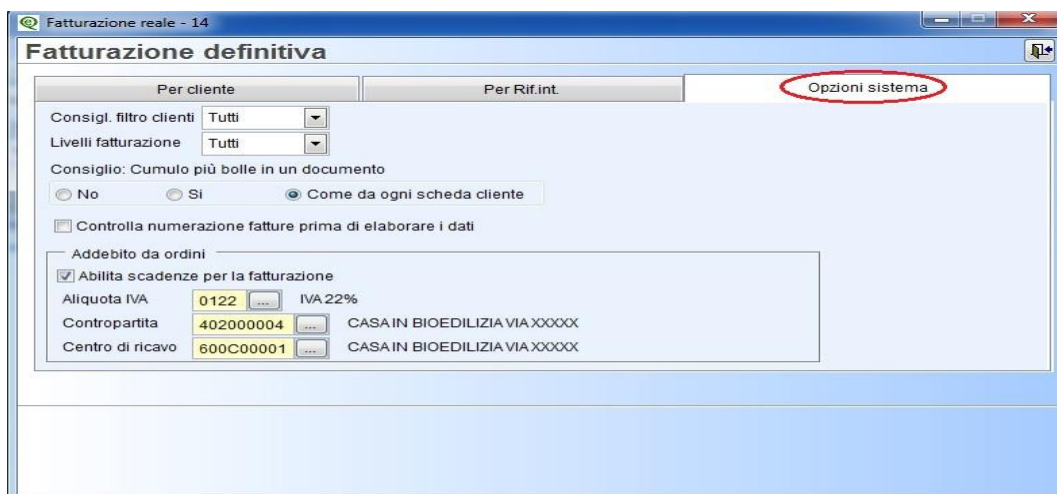 Fatturazione reale - 14
Fatturazione definitiva
Per cliente Per Rif.int. Opzioni sistema
Consigl. filtro clienti Tutti
Livelli fatturazione Tutti
Consiglio: Cumulo più bolle in un documento
No Si Come da ogni scheda cliente
Controlla numerazione fatture prima di elaborare i dati
Addebito da ordini
Abilita scadenze per la fatturazione
Aliquota IVA 0122 ... IVA 22%
Contropartita 402000004 ... CASA IN BIOEDILIZIA VIA XXXXX
Centro di ricavo 600C00001 ... CASA IN BIOEDILIZIA VIA XXXXX